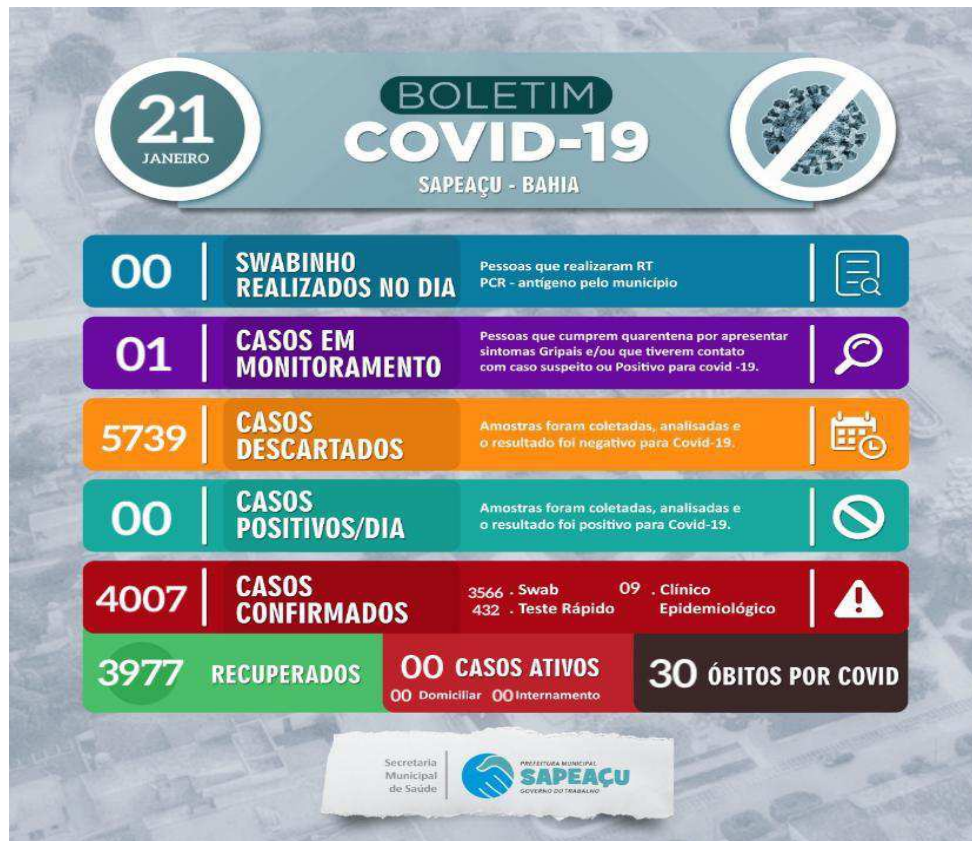 21
JANEIRO
BOLETIM
COVID-19
SAPEAÇU - BAHIA
00
SWABINHO
REALIZADOS NO DIA
Pessoas que realizaram RT
PCR - antígeno pelo município
01
CASOS EM
MONITORAMENTO
Pessoas que cumprem quarentena por apresentar
sintomas Gripais e/ou que tiverem contato
com caso suspeito ou Positivo para covid -19.
5739
CASOS
DESCARTADOS
Amostras foram coletadas, analisadas e
o resultado foi negativo para Covid-19.
00
CASOS
POSITIVOS/DIA
Amostras foram coletadas, analisadas e
o resultado foi positivo para Covid-19.
4007
CASOS
CONFIRMADOS
3566 . Swab
432 . Teste Rápido
09 . Clínico
Epidemiológico
3977 RECUPERADOS
00 CASOS ATIVOS
00 Domiciliar 00 Internamento
30 ÓBITOS POR COVID
Secretaria
Municipal
de Saúde
PREFEITURA MUNICIPAL
SAPEAÇU
GOVERNO DO TRABALHO